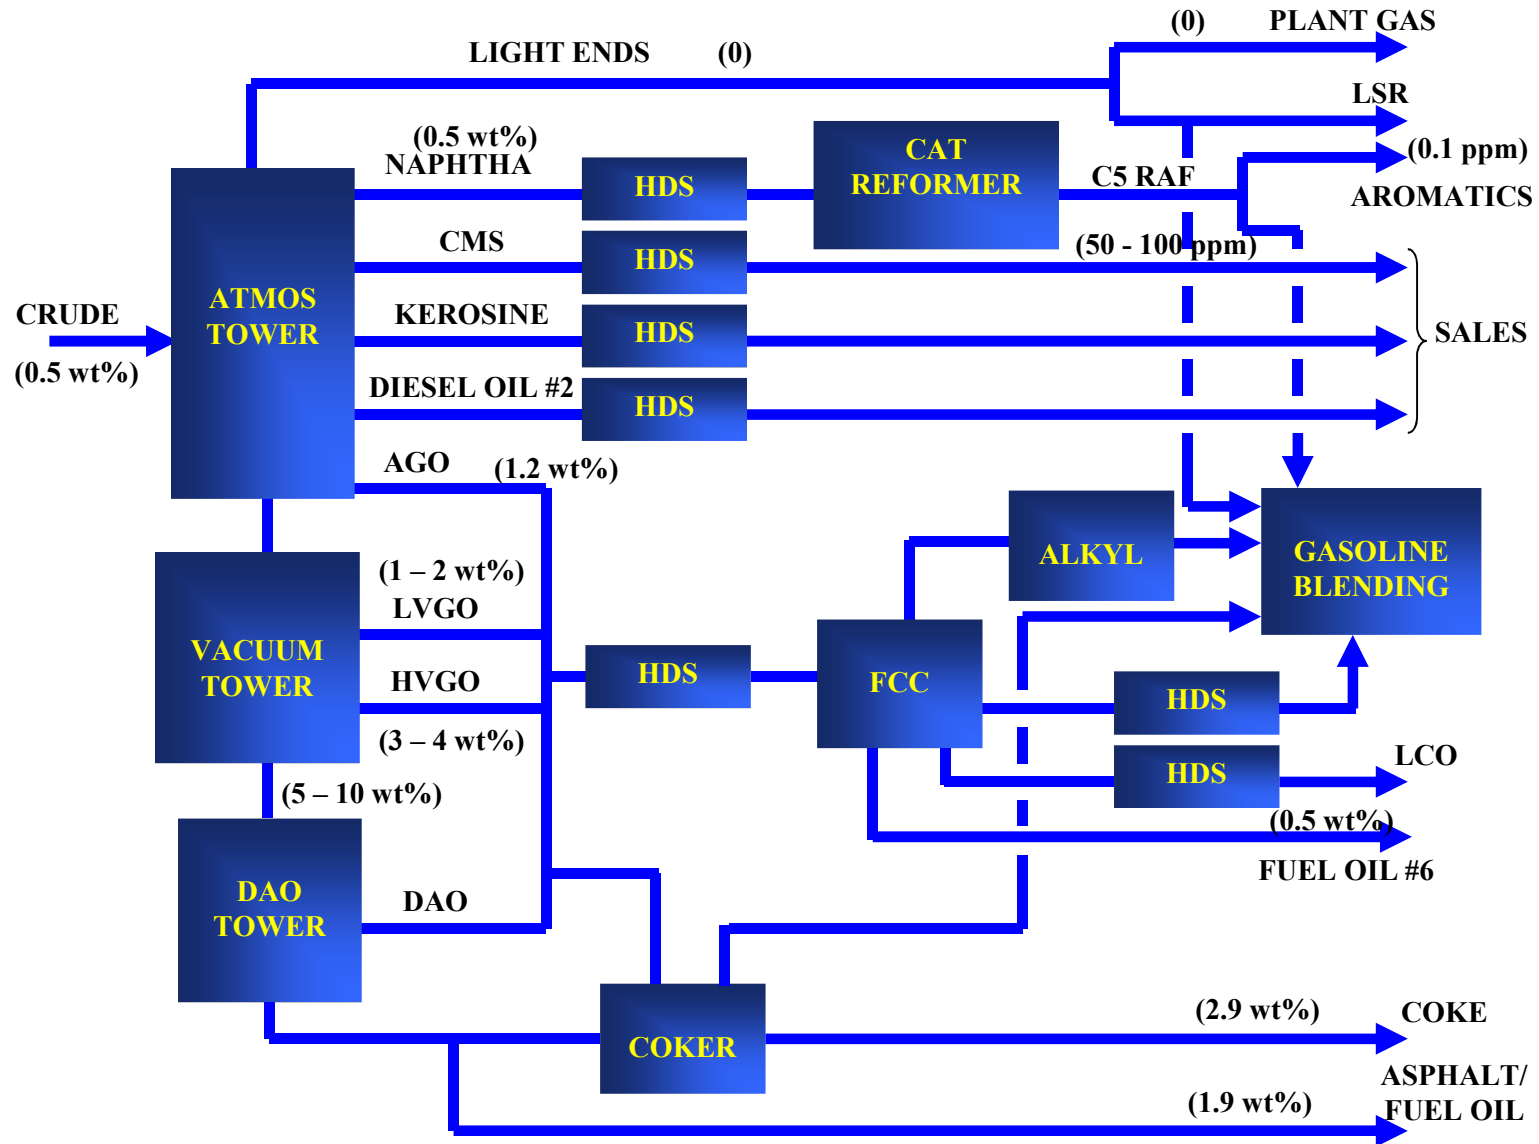 (0)
PLANT GAS
LIGHT ENDS
(0)
LSR
(0.5 wt%)
NAPHTHA
HDS
CAT
REFORMER
C5 RAF
(0.1 ppm)
AROMATICS
CMS
HDS
(50 - 100 ppm)
ATMOS
TOWER
CRUDE
(0.5 wt%)
KEROSINE
HDS
SALES
DIESEL OIL #2
HDS
AGO
(1.2 wt%)
ALKYL
GASOLINE
BLENDING
(1 – 2 wt%)
LVGO
VACUUM
TOWER
HVGO
HDS
FCC
HDS
(3 – 4 wt%)
HDS
LCO
(5 – 10 wt%)
(0.5 wt%)
FUEL OIL #6
DAO
TOWER
DAO
COKER
(2.9 wt%)
COKE
(1.9 wt%)
ASPHALT/
FUEL OIL